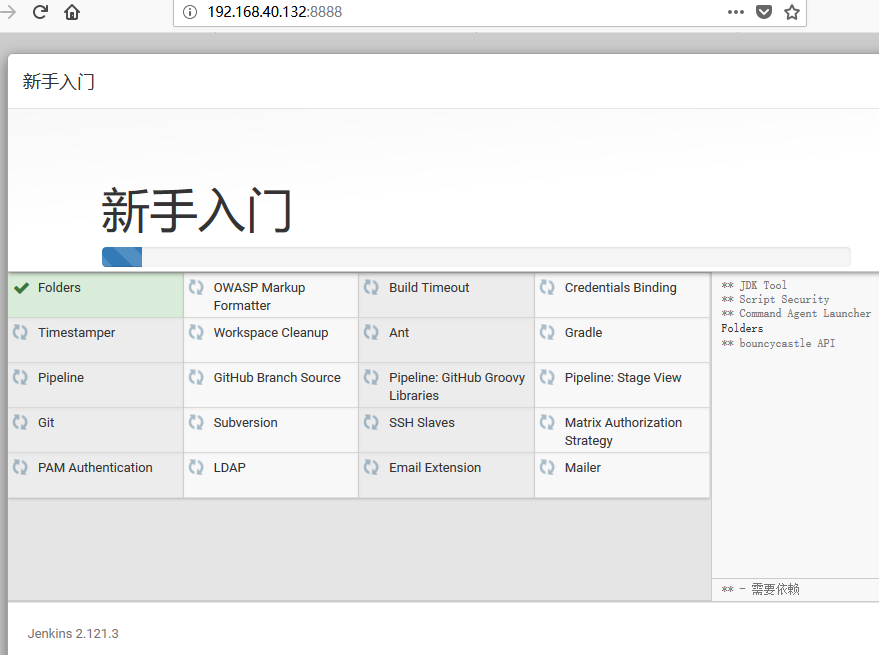 192.168.40.132:8888
新手入门
新手入门
Folders
OWASP Markup
Formatter
Build Timeout
Credentials Binding
Timestamper
Workspace Cleanup
Ant
Gradle
Pipeline
GitHub Branch Source
Pipeline: GitHub Groovy
Libraries
Pipeline: Stage View
Git
Subversion
SSH Slaves
Matrix Authorization
Strategy
PAM Authentication
LDAP
Email Extension
Mailer
** JDK Tool
** Script Security
** Command Agent Launcher
Folders
** bouncycastle API
** - 需要依赖
Jenkins 2.121.3